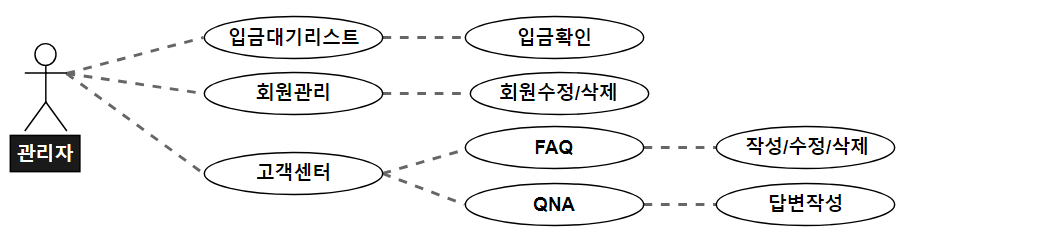 입금대기리스트
입금확인
회원관리
회원수정/삭제
관리자
고객센터
FAQ
작성/수정/삭제
QNA
답변작성